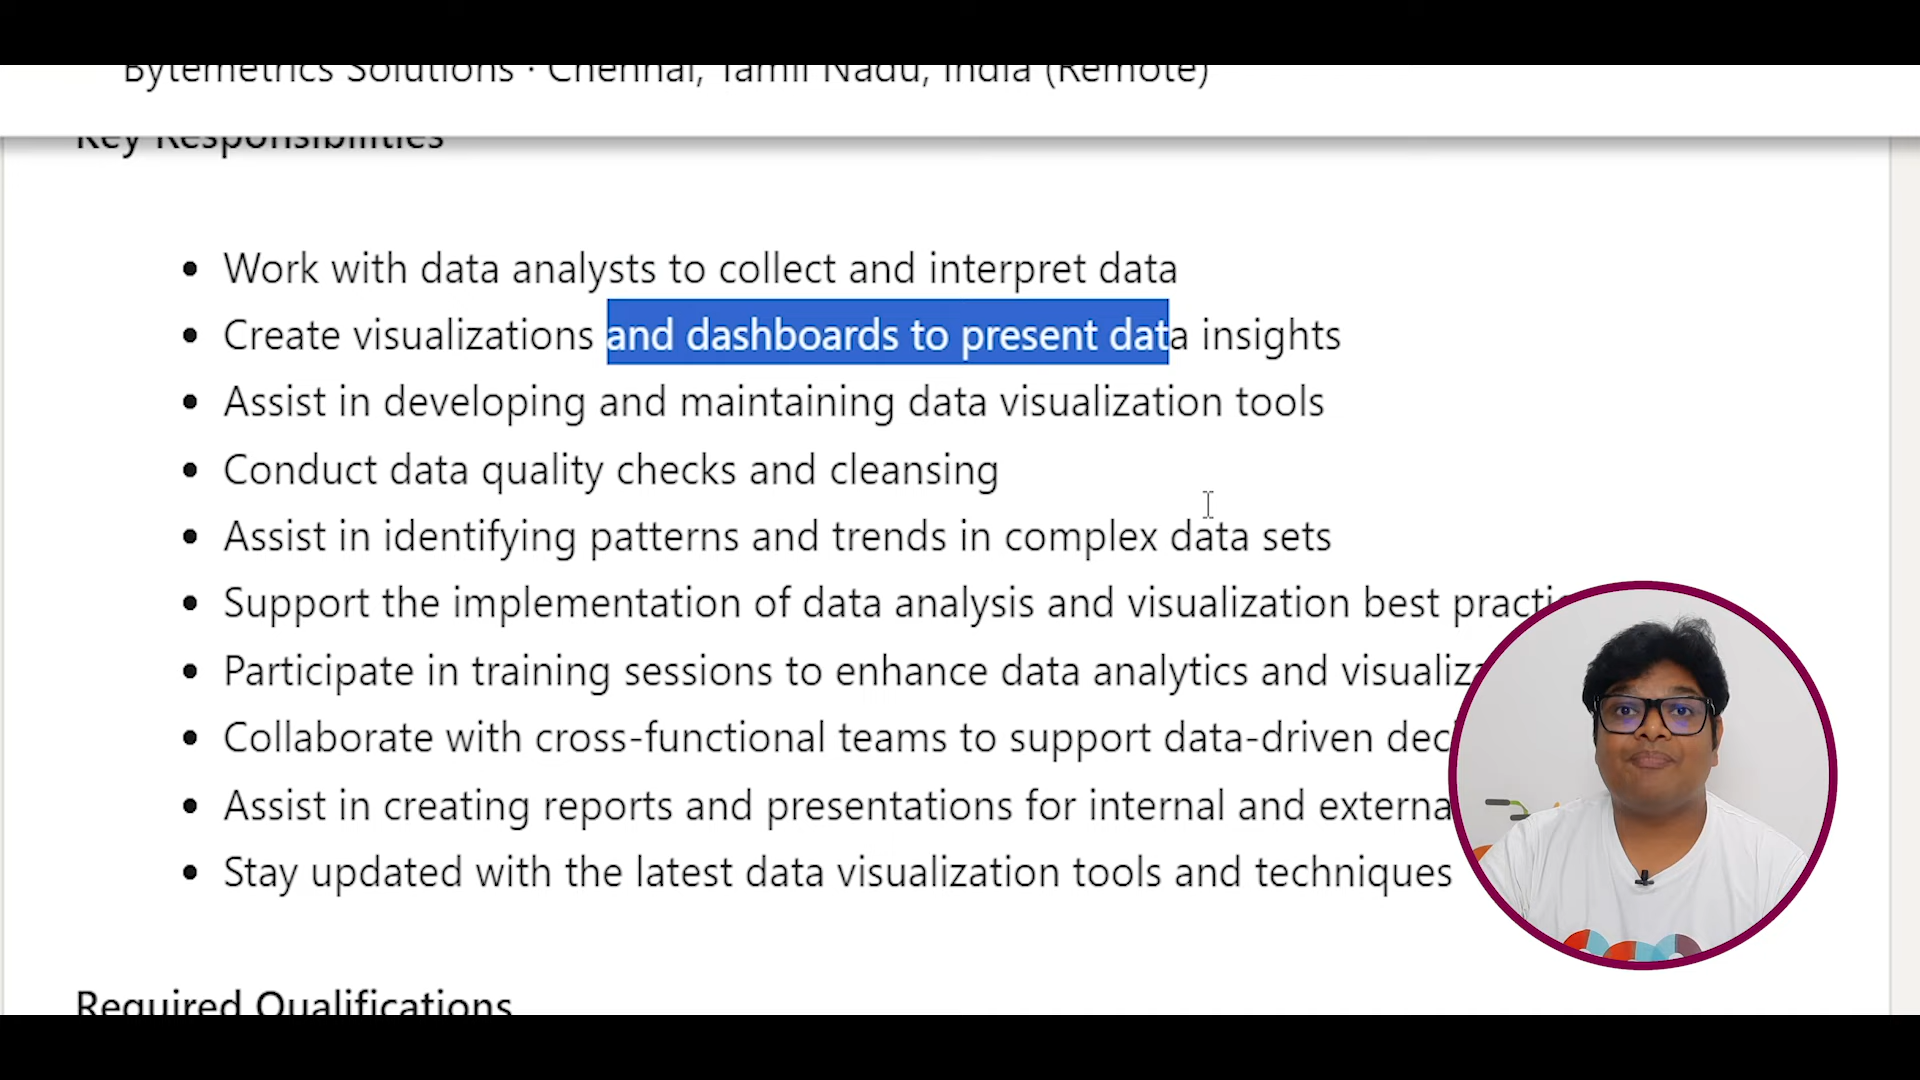 Bytemetrics Solutions · Chennai, Tamil Nadu, India (Remote)
Key Responsibilities
• Work with data analysts to collect and interpret data
• Create visualizations and dashboards to present data insights
• Assist in developing and maintaining data visualization tools
• Conduct data quality checks and cleansing
• Assist in identifying patterns and trends in complex data sets
• Support the implementation of data analysis and visualization best
• Participate in training sessions to enhance data analytics and
• Collaborate with cross-functional teams to support data-driven
• Assist in creating reports and presentations for internal and
• Stay updated with the latest data visualization tools and techniques
Required Qualifications